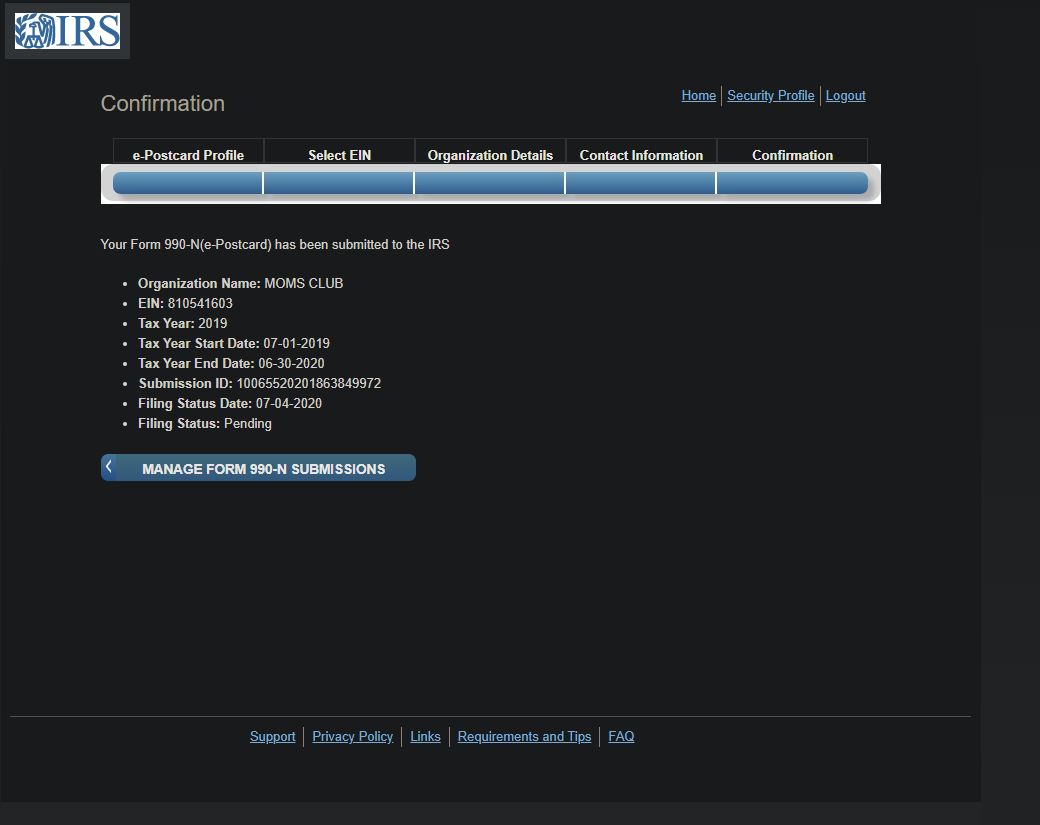 IRS
Confirmation
Home Security Profile Logout
e-Postcard Profile Select EIN Organization Details Contact Information Confirmation
Your Form 990-N(e-Postcard) has been submitted to the IRS
• Organization Name: MOMS CLUB
• EIN: 810541603
• Tax Year: 2019
• Tax Year Start Date: 07-01-2019
• Tax Year End Date: 06-30-2020
• Submission ID: 10065520201863849972
• Filing Status Date: 07-04-2020
• Filing Status: Pending
MANAGE FORM 990-N SUBMISSIONS
Support Privacy Policy Links Requirements and Tips FAQ